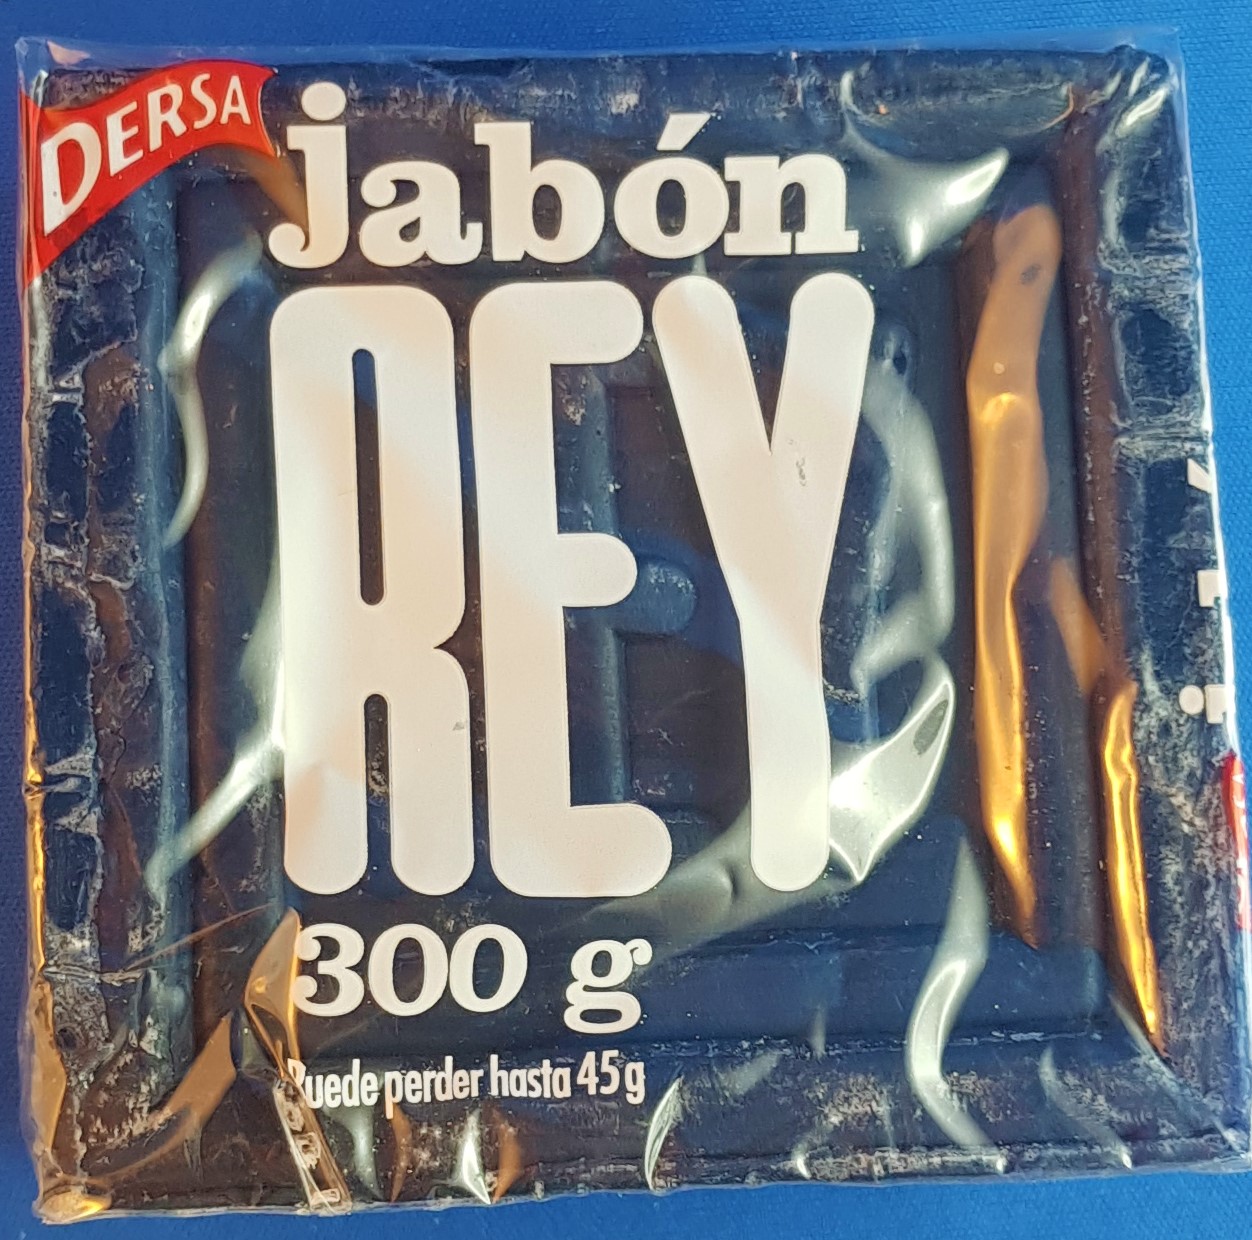 DERSA
jabón
REY
300 g
Puede perder hasta 45 g